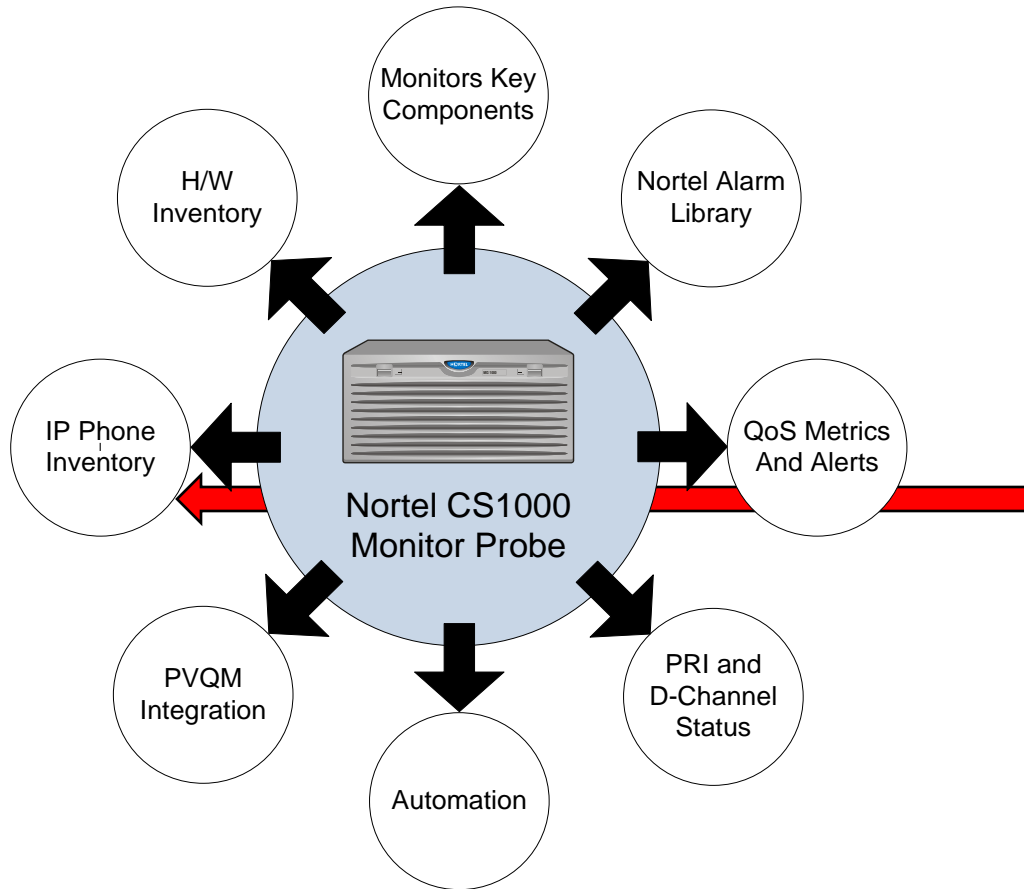 Monitors Key
Components
H/W
Inventory
Nortel Alarm
Library
NORTEL
IP Phone
Inventory
QoS Metrics
And Alerts
Nortel CS1000
Monitor Probe
PVQM
Integration
PRI and
D-Channel
Status
Automation